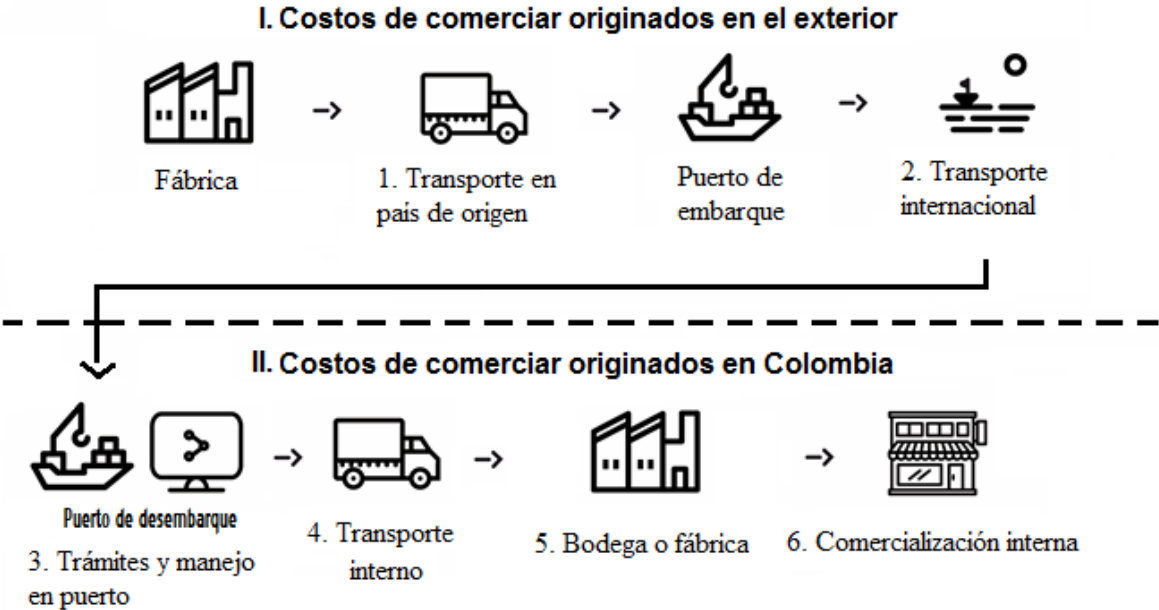 I. Costos de comerciar originados en el exterior
Fábrica
1. Transporte en
país de origen
Puerto de
embarque
2. Transporte
internacional
II. Costos de comerciar originados en Colombia
Puerto de desembarque
3. Trámites y manejo
en puerto
4. Transporte
interno
5. Bodega o fábrica
6. Comercialización interna